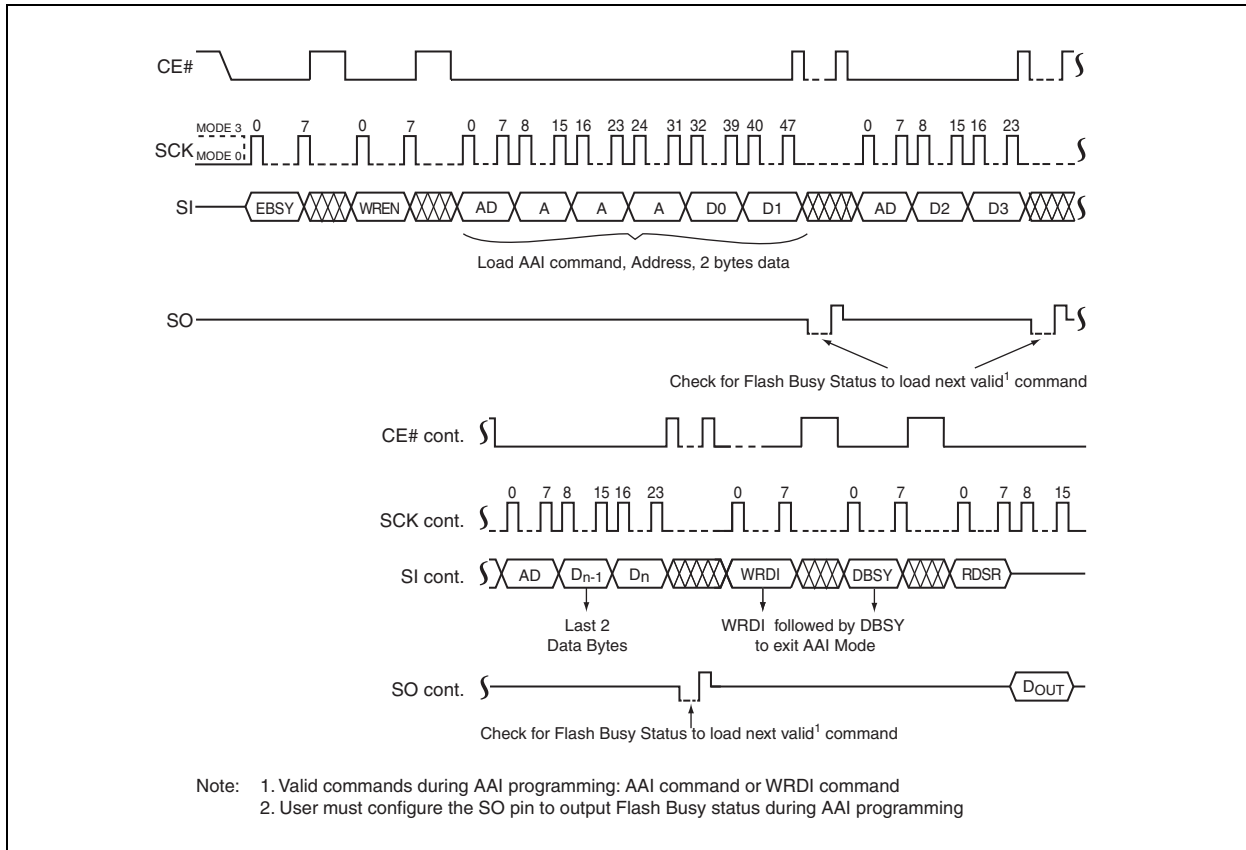 CE#
MODE 3
MODE 0
SCK
0 7 0 7 0 7 8 15 16 23 24 31 32 39 40 47 0 7 8 15 16 23
SI
EBSY WREN AD A A A D0 D1 AD D2 D3
Load AAI command, Address, 2 bytes data
SO
Check for Flash Busy Status to load next valid1 command
CE# cont.
0 7 8 15 16 23 0 7 0 7 0 7 8 15
SCK cont.
SI cont.
AD Dn-1 Dn WRDI DBSY RDSR
Last 2
Data Bytes
WRDI followed by DBSY
to exit AAI Mode
SO cont.
DOUT
Check for Flash Busy Status to load next valid1 command
Note: 1. Valid commands during AAI programming: AAI command or WRDI command
2. User must configure the SO pin to output Flash Busy status during AAI programming